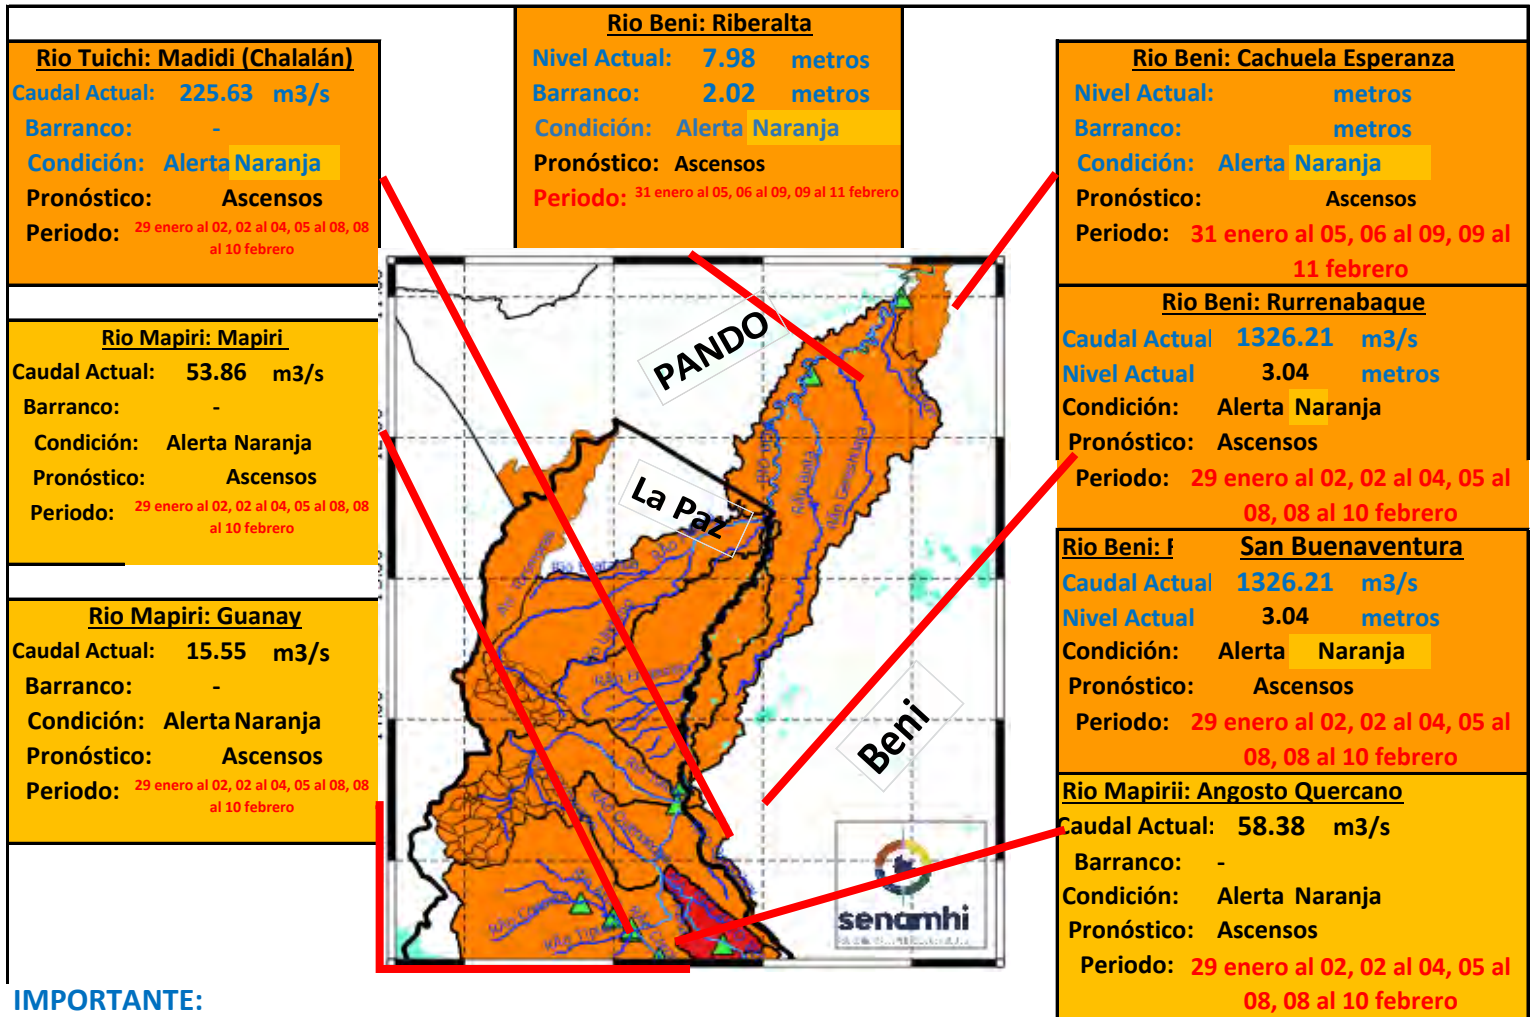 Rio Tuichi: Madidi (Chalalán)
Caudal Actual: 225.63 m3/s
Barranco: -
Condición: Alerta Naranja
Pronóstico: Ascensos
Periodo: 29 enero al 02, 02 al 04, 05 al 08, 08
al 10 febrero
Rio Mapiri: Mapiri
Caudal Actual: 53.86 m3/s
Barranco: -
Condición: Alerta Naranja
Pronóstico: Ascensos
Periodo: 29 enero al 02, 02 al 04, 05 al 08, 08
al 10 febrero
Rio Mapiri: Guanay
Caudal Actual: 15.55 m3/s
Barranco: -
Condición: Alerta Naranja
Pronóstico: Ascensos
Periodo: 29 enero al 02, 02 al 04, 05 al 08, 08
al 10 febrero
IMPORTANTE:
Rio Beni: Riberalta
Nivel Actual: 7.98 metros
Barranco: 2.02 metros
Condición: Alerta Naranja
Pronóstico: Ascensos
Periodo: 31 enero al 05, 06 al 09, 09 al 11 febrero
PANDO
La Paz
Beni
senamhi
Rio Beni: Cachuela Esperanza
Nivel Actual: metros
Barranco: metros
Condición: Alerta Naranja
Pronóstico: Ascensos
Periodo: 31 enero al 05, 06 al 09, 09 al
11 febrero
Rio Beni: Rurrenabaque
Caudal Actual 1326.21 m3/s
Nivel Actual 3.04 metros
Condición: Alerta Naranja
Pronóstico: Ascensos
Periodo: 29 enero al 02, 02 al 04, 05 al
08, 08 al 10 febrero
Rio Beni: San Buenaventura
Caudal Actual 1326.21 m3/s
Nivel Actual 3.04 metros
Condición: Alerta Naranja
Pronóstico: Ascensos
Periodo: 29 enero al 02, 02 al 04, 05 al
08, 08 al 10 febrero
Rio Mapirii: Angosto Quercano
Caudal Actual: 58.38 m3/s
Barranco: -
Condición: Alerta Naranja
Pronóstico: Ascensos
Periodo: 29 enero al 02, 02 al 04, 05 al
08, 08 al 10 febrero